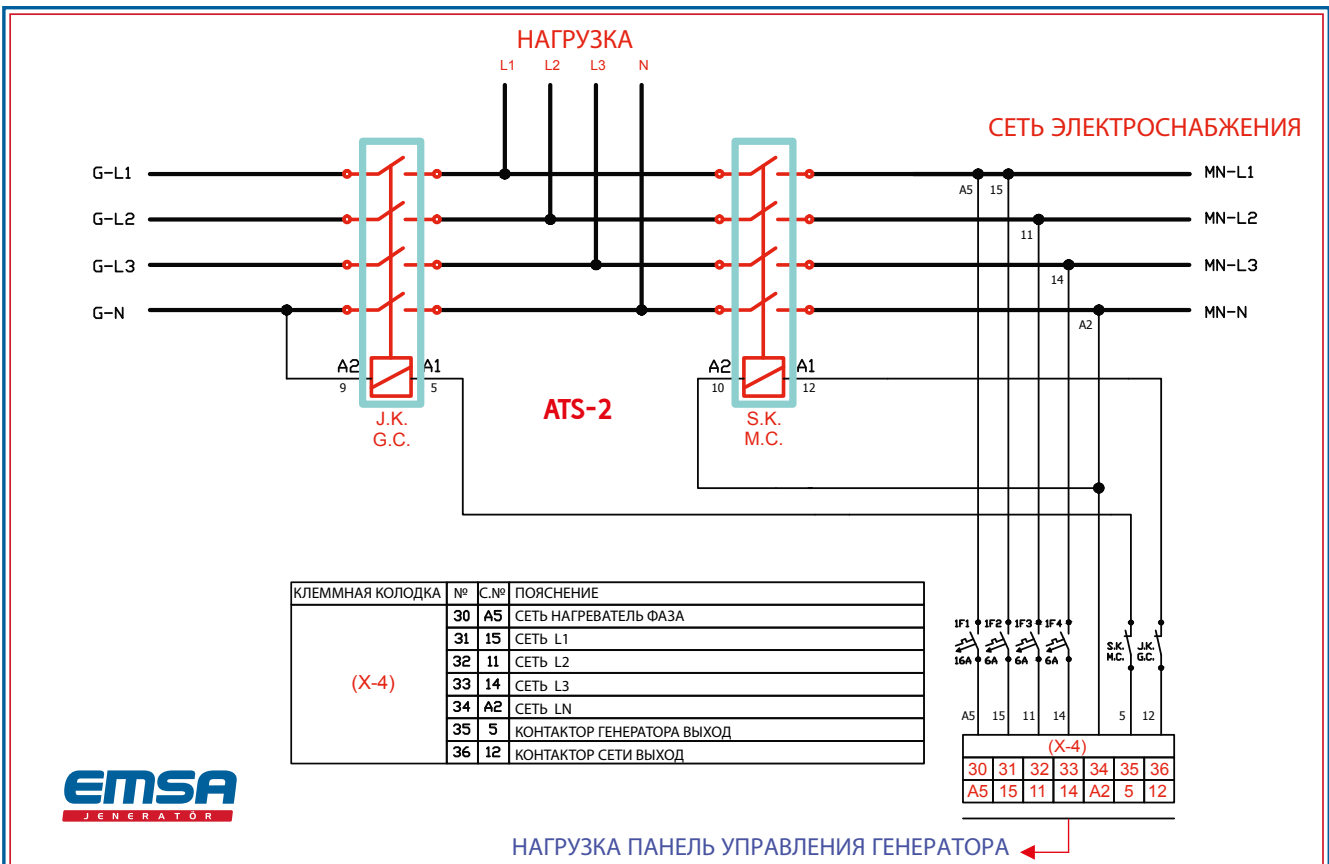 НАГРУЗКА
L1 L2 L3 N
СЕТЬ ЭЛЕКТРОСНАБЖЕНИЯ
G-L1
MN-L1
A5 15
G-L2
MN-L2
11
G-L3
MN-L3
14
G-N
MN-N
A2
A2 A1
9 5
A2 A1
10 12
J.K.
G.C.
ATS-2
S.K.
M.C.
КЛЕММНАЯ КОЛОДКА № С.№ ПОЯСНЕНИЕ
(X-4)
30 A5 СЕТЬ НАГРЕВАТЕЛЬ ФАЗА
31 15 СЕТЬ L1
32 11 СЕТЬ L2
33 14 СЕТЬ L3
34 A2 СЕТЬ LN
35 5 КОНТАКТОР ГЕНЕРАТОРА ВЫХОД
36 12 КОНТАКТОР СЕТИ ВЫХОД
1F1 1F2 1F3 1F4
16A 6A 6A 6A
S.K. J.K.
M.C. G.C.
A5 15 11 14 5 12
(X-4)
30 31 32 33 34 35 36
A5 15 11 14 A2 5 12
EMSA
JENERATÖR
НАГРУЗКА ПАНЕЛЬ УПРАВЛЕНИЯ ГЕНЕРАТОРА